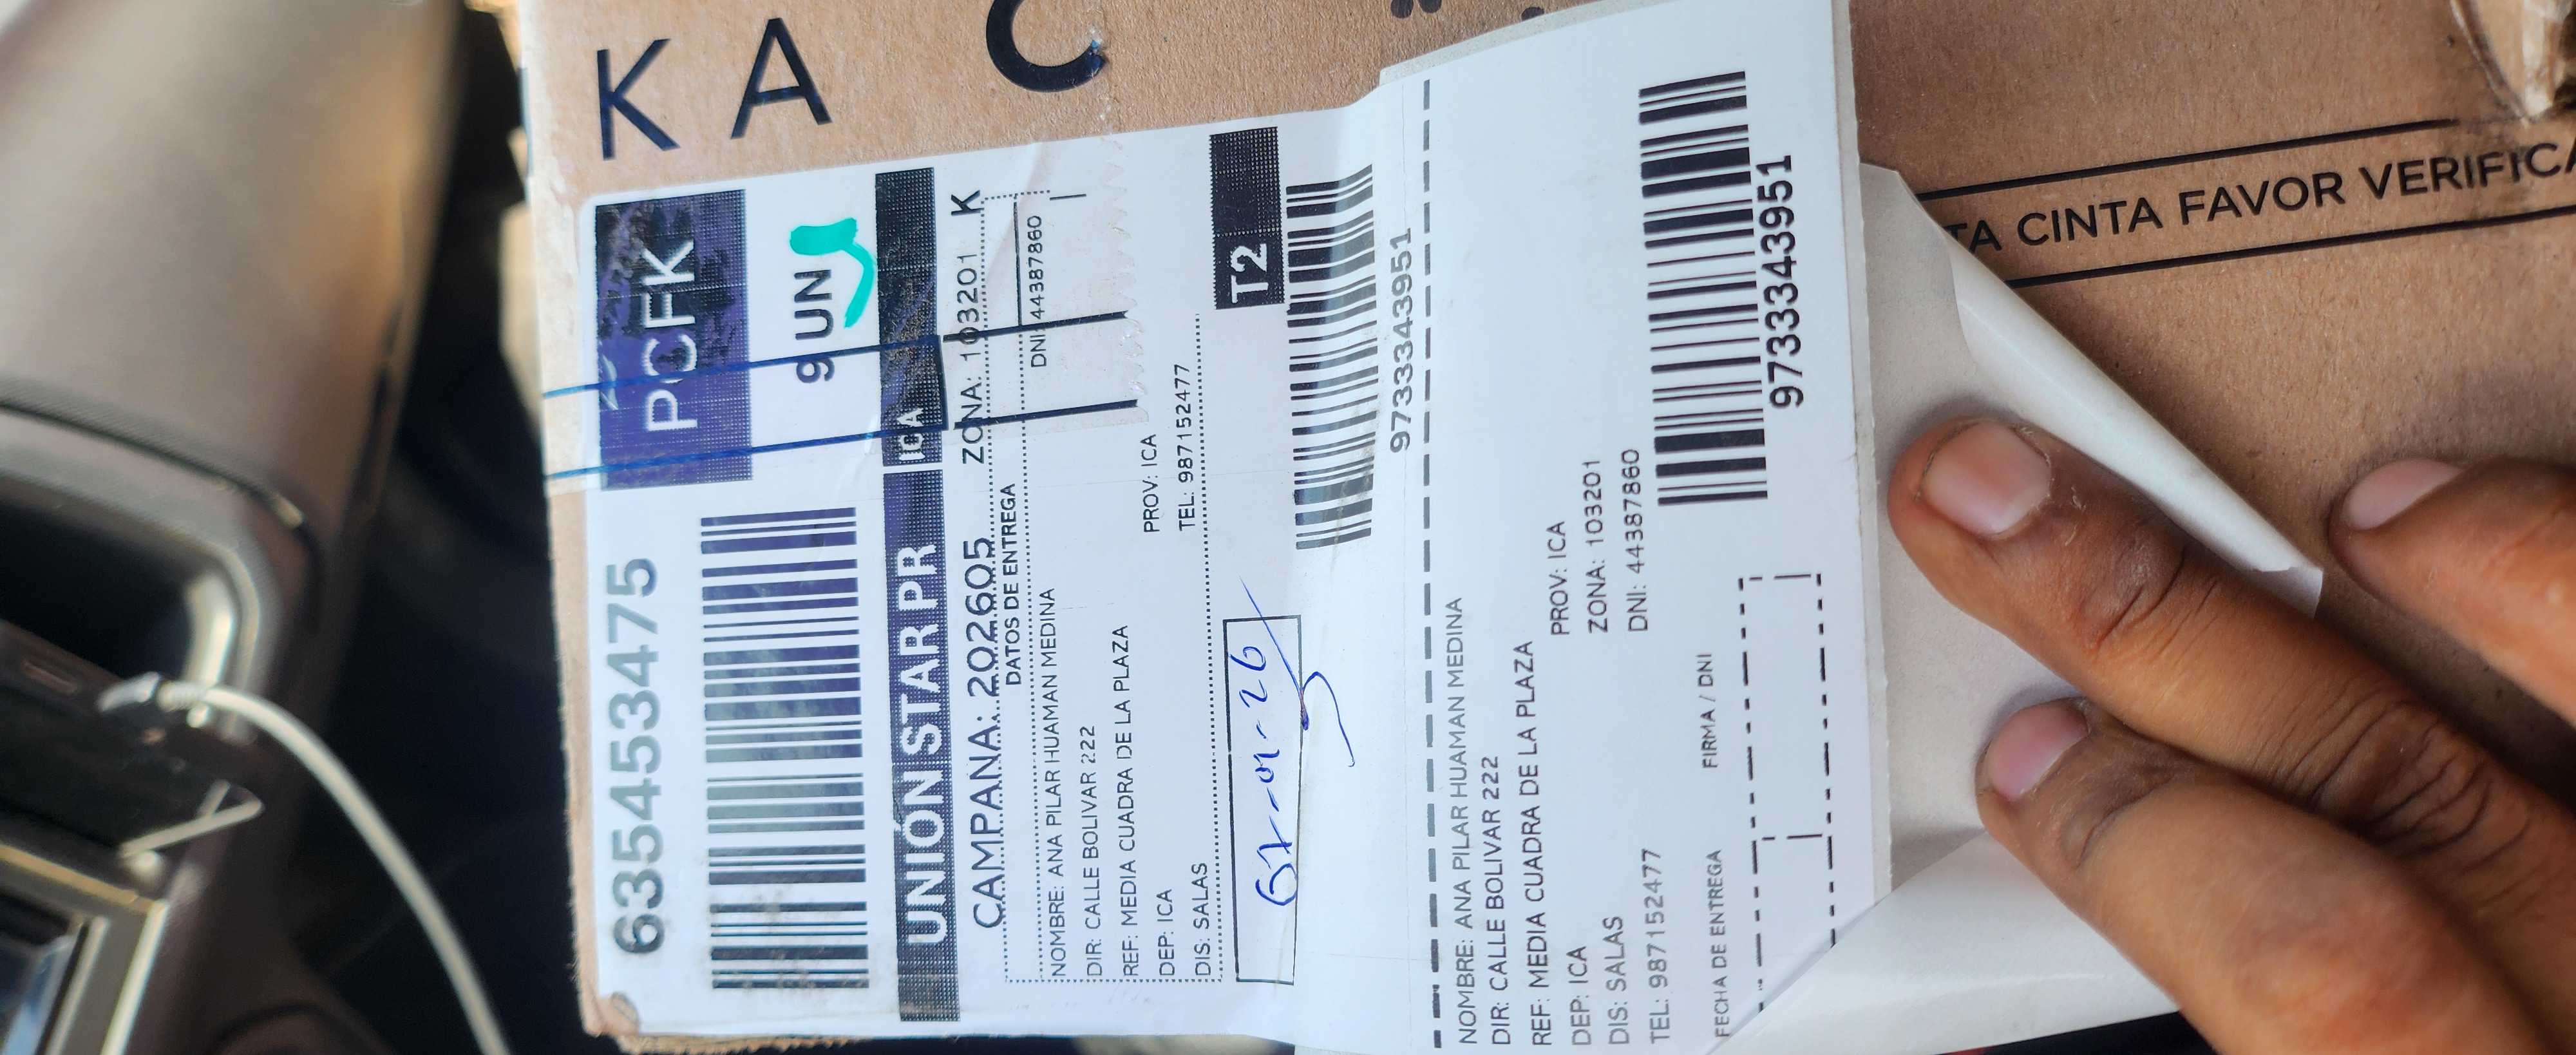 K A C
6354533475
PCFK
9 UN
UNIÓN STAR PR
ICA
CAMPAÑA: 202605 ZONA: 103201 K
DATOS DE ENTREGA
DNI: 44387860
NOMBRE: ANA PILAR HUAMAN MEDINA
DIR: CALLE BOLIVAR 222
REF: MEDIA CUADRA DE LA PLAZA
DEP: ICA PROV: ICA
DIS: SALAS TEL: 987152477
T2
9733343951
NOMBRE: ANA PILAR HUAMAN MEDINA
DIR: CALLE BOLIVAR 222
REF: MEDIA CUADRA DE LA PLAZA
DEP: ICA PROV: ICA
DIS: SALAS ZONA: 103201
TEL: 987152477 DNI: 44387860
FECHA DE ENTREGA FIRMA / DNI
9733343951
TA CINTA FAVOR VERIFICA